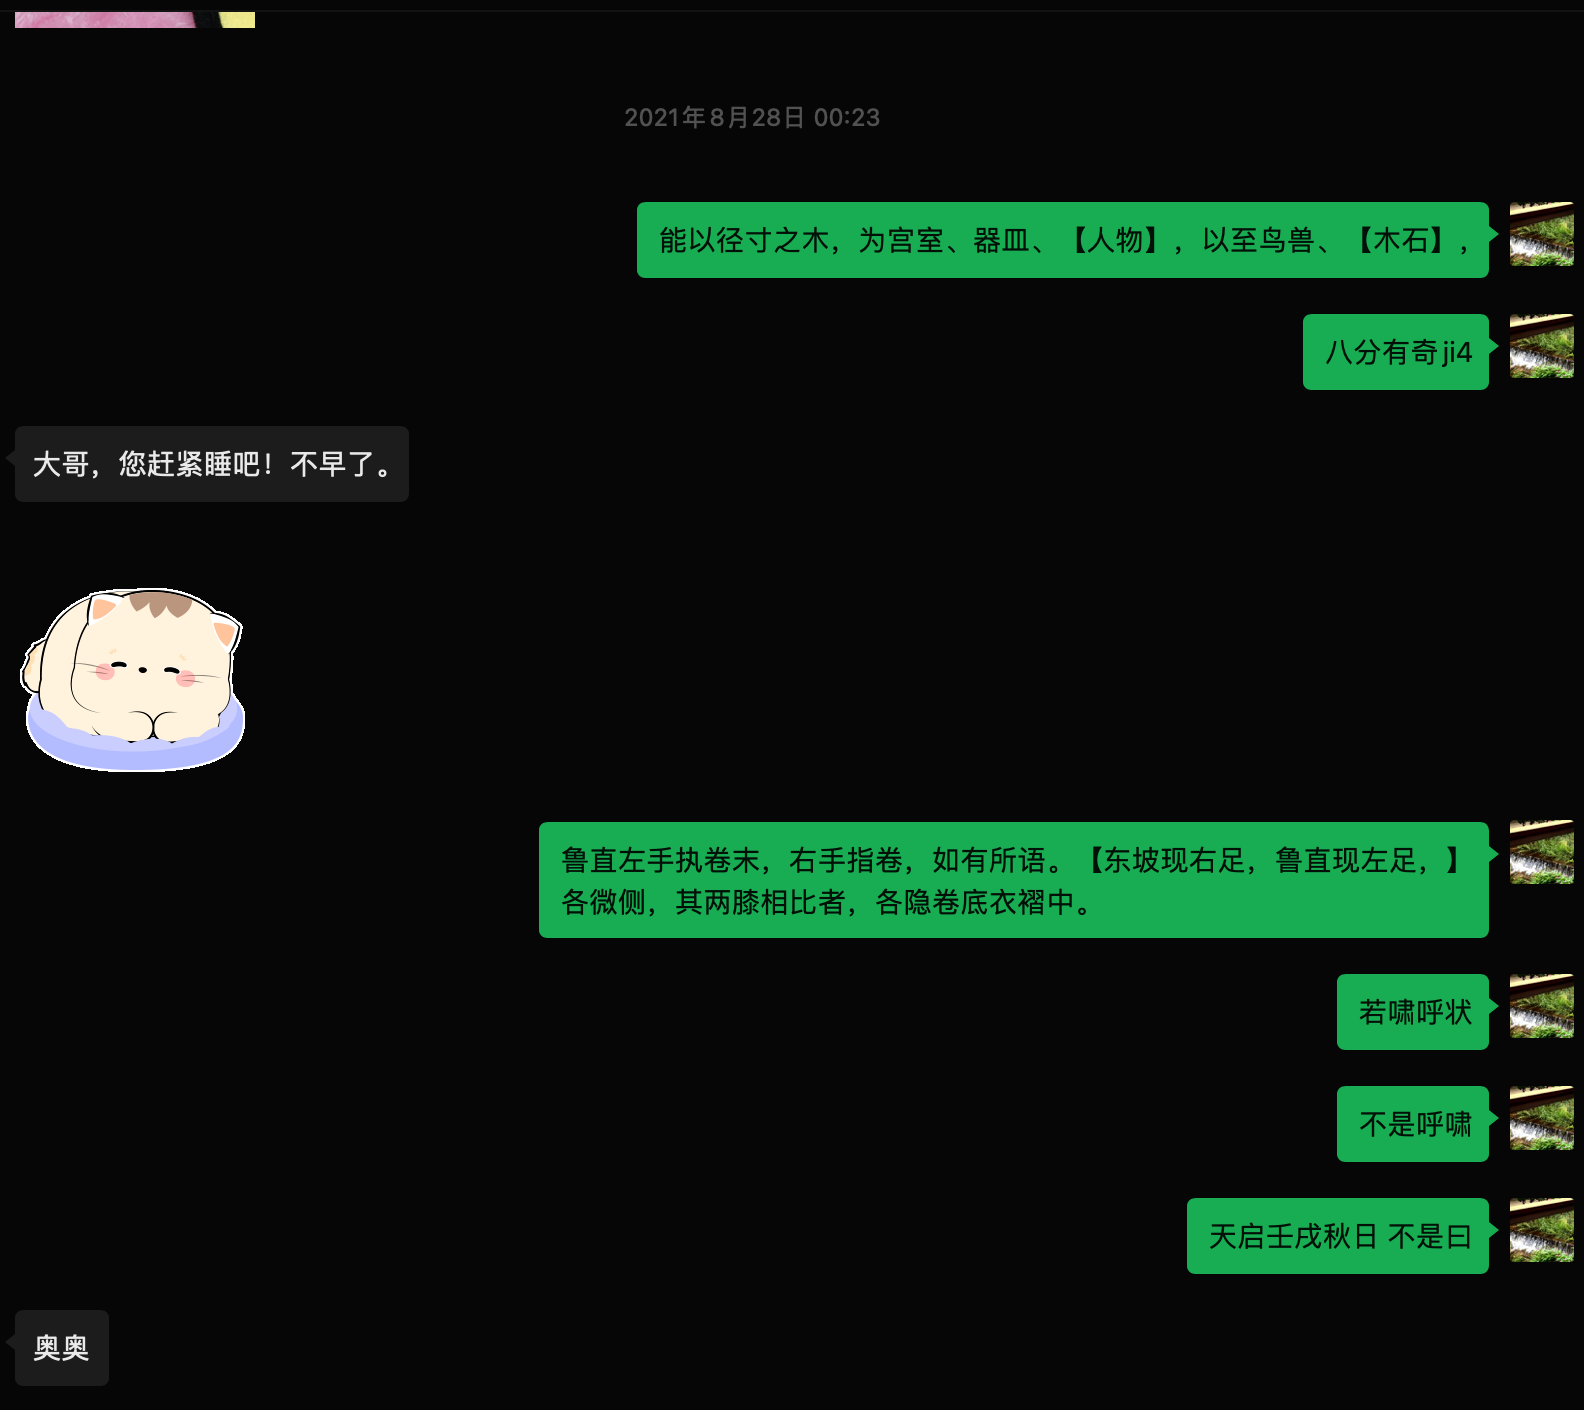 2021年8月28日 00:23
能以径寸之木，为宫室、器皿、【人物】，以至鸟兽、【木石】，
八分有奇ji4
大哥，您赶紧睡吧！不早了。
鲁直左手执卷末，右手指卷，如有所语。【东坡现右足，鲁直现左足，】
各微侧，其两膝相比者，各隐卷底衣褶中。
若啸呼状
不是呼啸
天启壬戌秋日 不是曰
奥奥